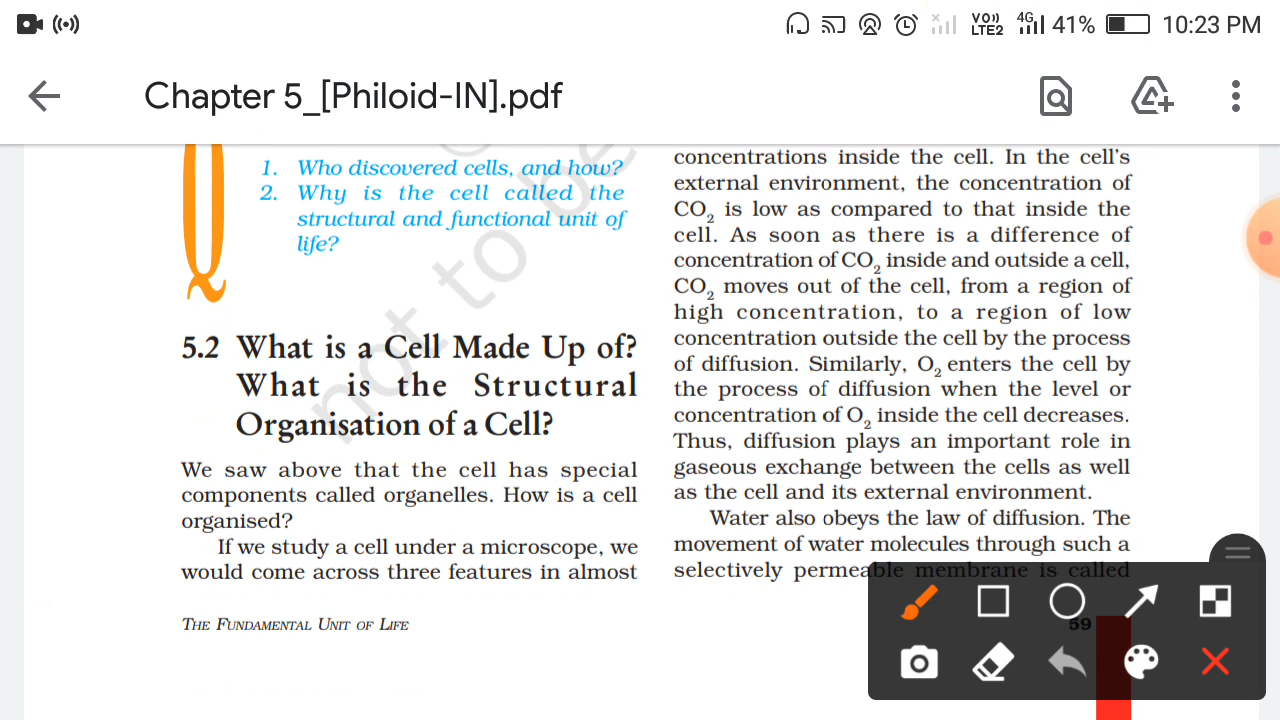 VO))
LTE2
4G
41%
10:23 PM
Chapter 5_[Philoid-IN].pdf
Q
1. Who discovered cells, and how?
2. Why is the cell called the
structural and functional unit of
life?
5.2 What is a Cell Made Up of?
What is the Structural
Organisation of a Cell?
We saw above that the cell has special
components called organelles. How is a cell
organised?
If we study a cell under a microscope, we
would come across three features in almost
THE FUNDAMENTAL UNIT OF LIFE
concentrations inside the cell. In the cell's
external environment, the concentration of
CO₂ is low as compared to that inside the
cell. As soon as there is a difference of
concentration of CO₂ inside and outside a cell,
CO₂ moves out of the cell, from a region of
high concentration, to a region of low
concentration outside the cell by the process
of diffusion. Similarly, O₂ enters the cell by
the process of diffusion when the level or
concentration of O₂ inside the cell decreases.
Thus, diffusion plays an important role in
gaseous exchange between the cells as well
as the cell and its external environment.
Water also obeys the law of diffusion. The
movement of water molecules through such a
selectively permeable membrane is called
59
not to be